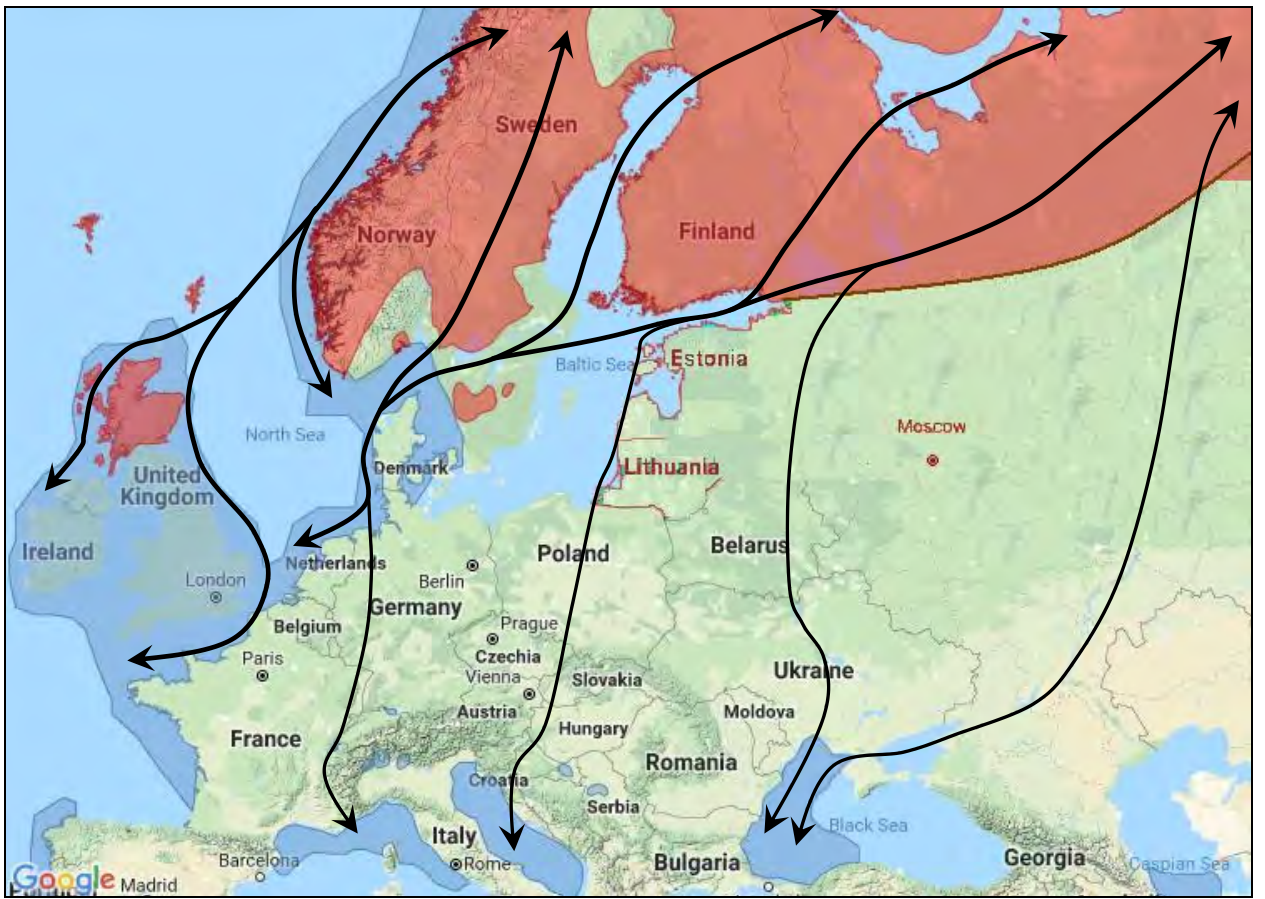 Sweden
Norway
Finland
Baltic Sea
Estonia
North Sea
Moscow
Denmark
Lithuania
United
Kingdom
Ireland
Netherlands
Poland
Belarus
London
Berlin
Germany
Belgium
Prague
Paris
Czechia
Vienna
Slovakia
Ukraine
Austria
Moldova
France
Hungary
Romania
Croatia
Serbia
Italy
Black Sea
Barcelona
Rome
Bulgaria
Georgia
Caspian Sea
Google
Madrid